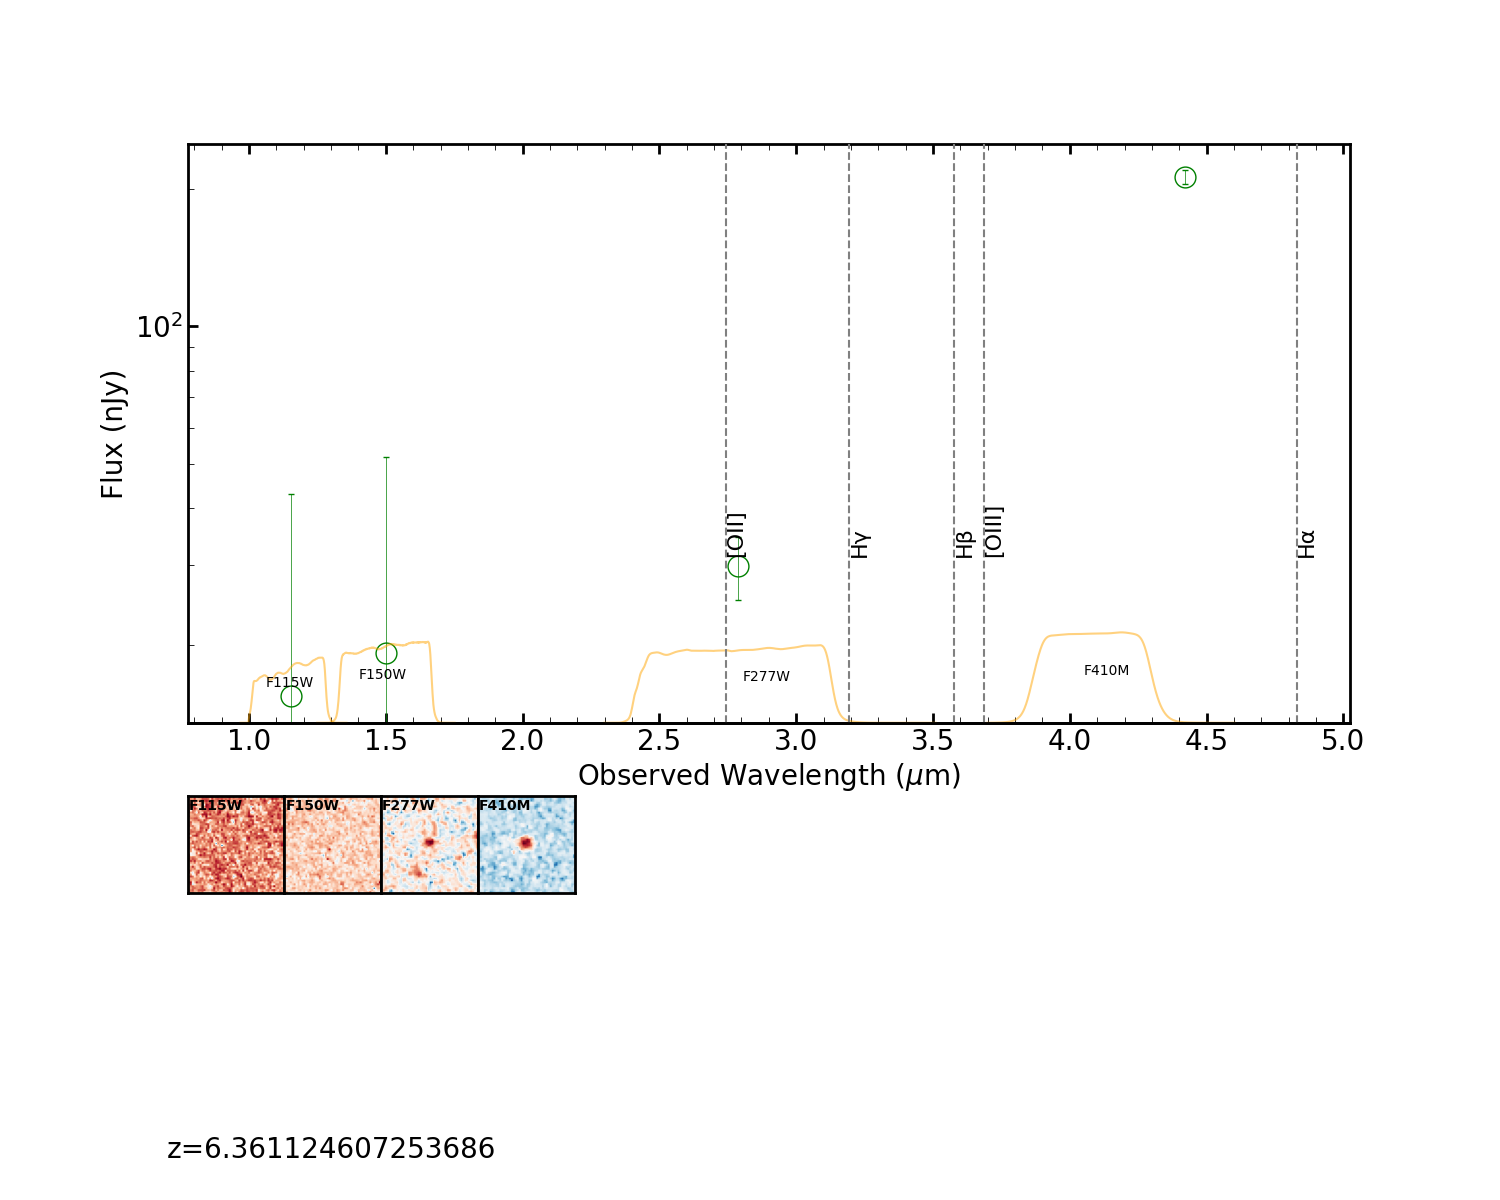 Flux (nJy)
10²
[OII]
Hγ
Hβ
[OIII]
Hα
F115W
F150W
F277W
F410M
1.0 1.5 2.0 2.5 3.0 3.5 4.0 4.5 5.0
Observed Wavelength (μm)
F115W F150W F277W F410M
z=6.361124607253686